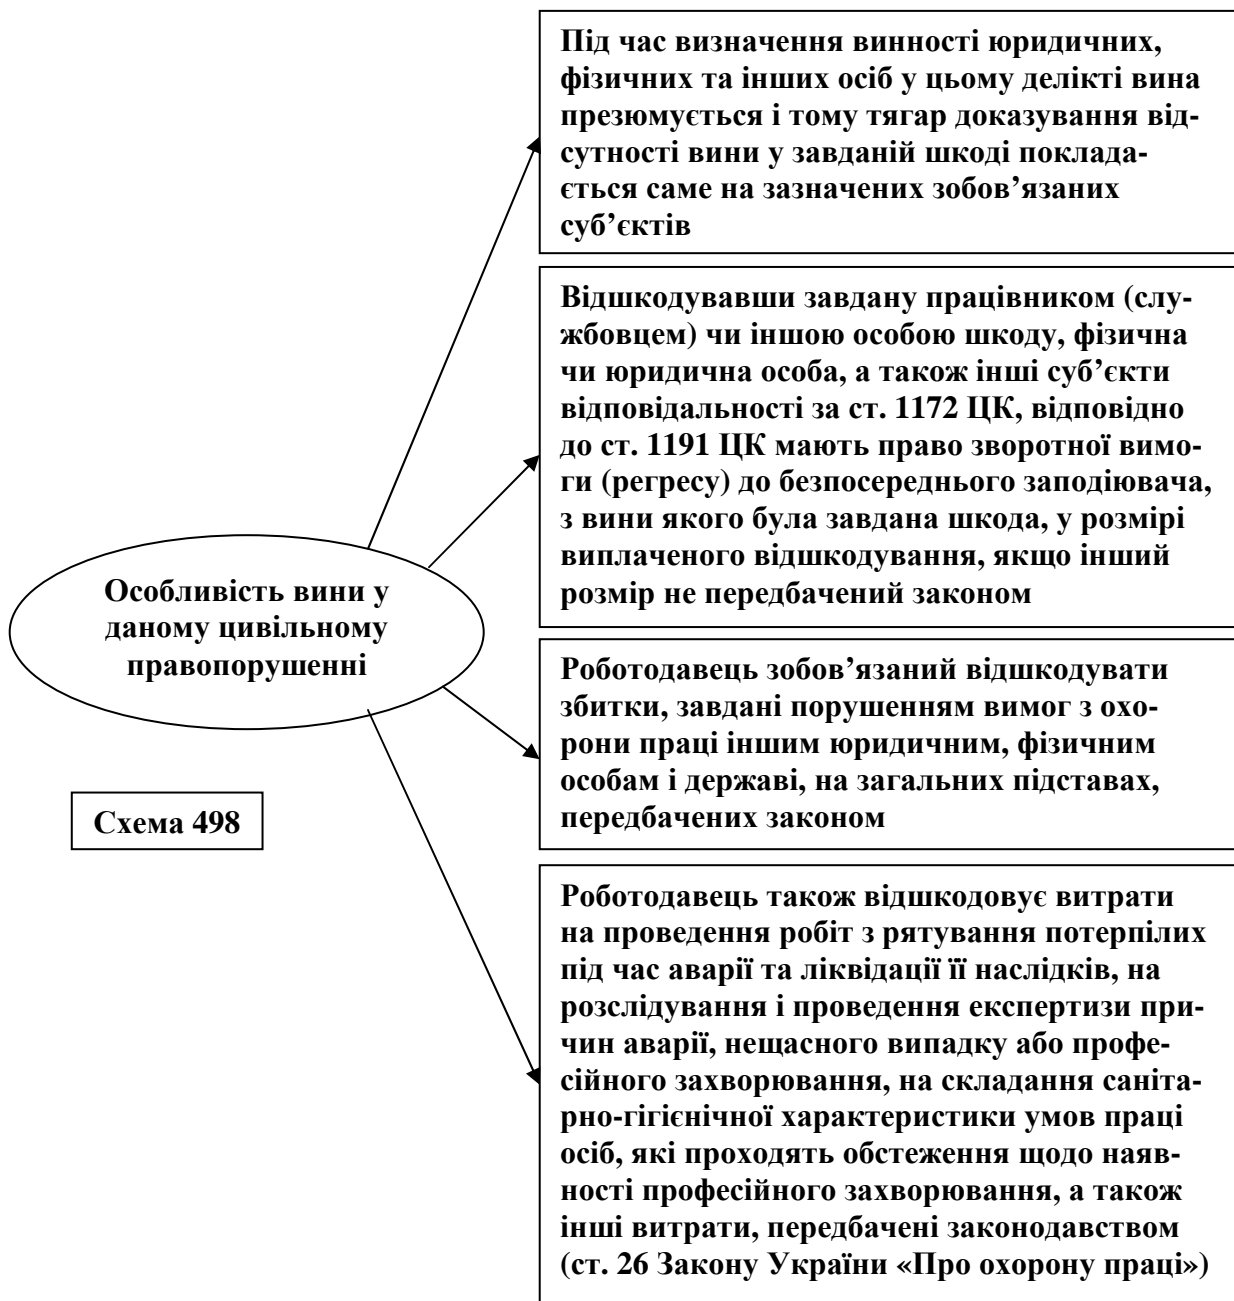 Під час визначення винності юридичних,
фізичних та інших осіб у цьому делікті вина
презюмується і тому тягар доказування від-
сутності вини у завданій шкоді поклада-
ється саме на зазначених зобов’язаних
суб’єктів
Відшкодувавши завдану працівником (слу-
жбовцем) чи іншою особою шкоду, фізична
чи юридична особа, а також інші суб’єкти
відповідальності за ст. 1172 ЦК, відповідно
до ст. 1191 ЦК мають право зворотної вимо-
ги (регресу) до безпосереднього заподіювача,
з вини якого була завдана шкода, у розмірі
виплаченого відшкодування, якщо інший
розмір не передбачений законом
Особливість вини у
даному цивільному
правопорушенні
Роботодавець зобов’язаний відшкодувати
збитки, завдані порушенням вимог з охо-
рони праці іншим юридичним, фізичним
особам і державі, на загальних підставах,
передбачених законом
Схема 498
Роботодавець також відшкодовує витрати
на проведення робіт з рятування потерпілих
під час аварії та ліквідації її наслідків, на
розслідування і проведення експертизи при-
чин аварії, нещасного випадку або профе-
сійного захворювання, на складання саніта-
рно-гігієнічної характеристики умов праці
осіб, які проходять обстеження щодо наяв-
ності професійного захворювання, а також
інші витрати, передбачені законодавством
(ст. 26 Закону України «Про охорону праці»)